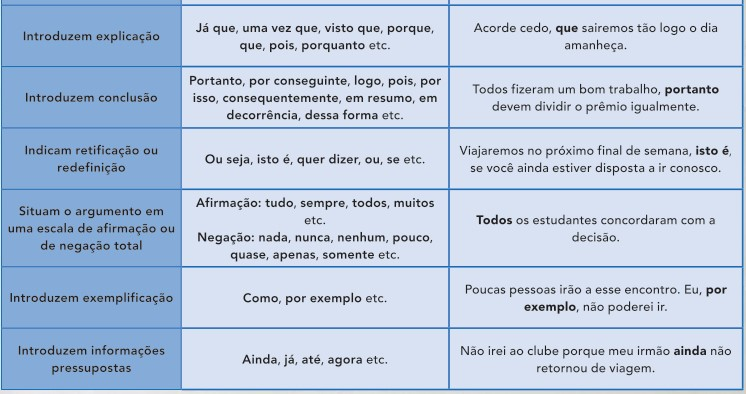 Introduzem explicação
Já que, uma vez que, visto que, porque,
que, pois, porquanto etc.
Acorde cedo, que sairemos tão logo o dia
amanheça.
Introduzem conclusão
Portanto, por conseguinte, logo, pois, por
isso, consequentemente, em resumo, em
decorrência, dessa forma etc.
Todos fizeram um bom trabalho, portanto
devem dividir o prêmio igualmente.
Indicam retificação ou
redefinição
Ou seja, isto é, quer dizer, ou, se etc.
Viajaremos no próximo final de semana, isto é,
se você ainda estiver disposta a ir conosco.
Situam o argumento em
uma escala de afirmação ou
de negação total
Afirmação: tudo, sempre, todos, muitos
etc.
Negação: nada, nunca, nenhum, pouco,
quase, apenas, somente etc.
Todos os estudantes concordaram com a
decisão.
Introduzem exemplificação
Como, por exemplo etc.
Poucas pessoas irão a esse encontro. Eu, por
exemplo, não poderei ir.
Introduzem informações
pressupostas
Ainda, já, até, agora etc.
Não irei ao clube porque meu irmão ainda não
retornou de viagem.